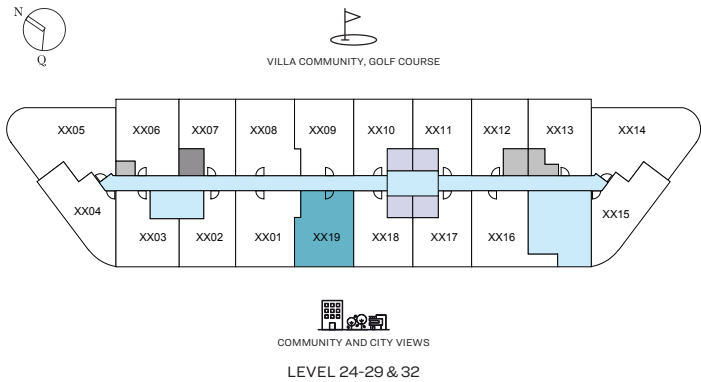 N
Q
VILLA COMMUNITY, GOLF COURSE
XX05 XX06 XX07 XX08 XX09 XX10 XX11 XX12 XX13 XX14
XX04 XX15
XX03 XX02 XX01 XX19 XX18 XX17 XX16
COMMUNITY AND CITY VIEWS
LEVEL 24-29 & 32